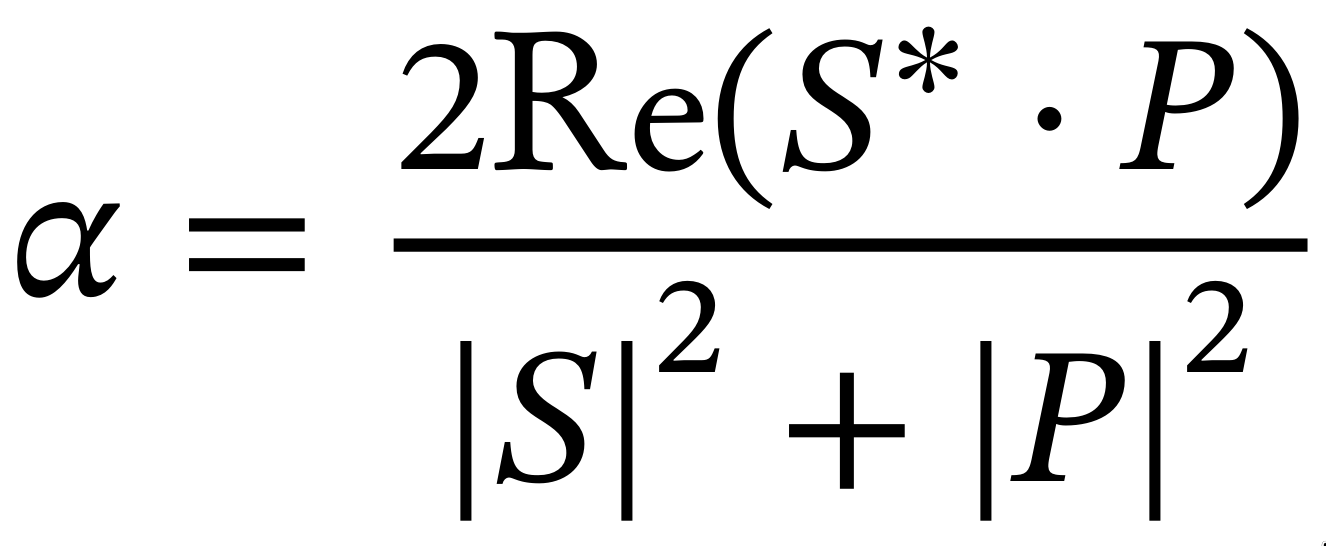 α = 2Re(S* · P) / |S|² + |P|²